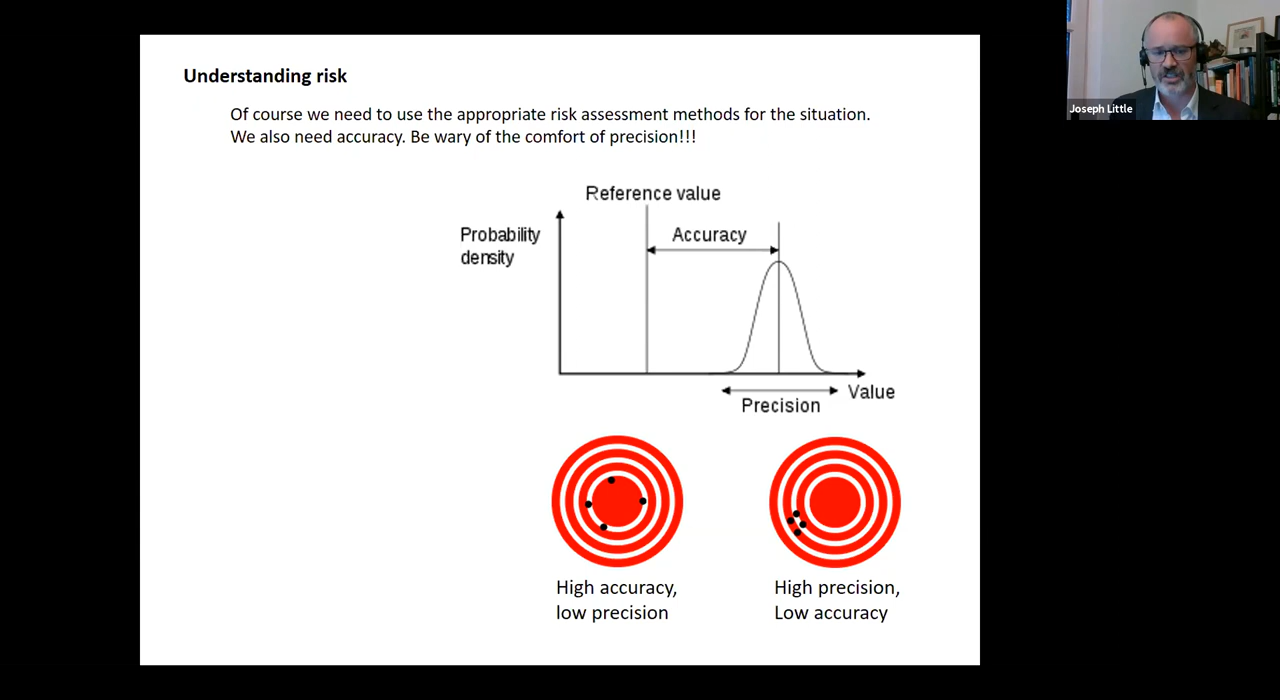 Understanding risk
Of course we need to use the appropriate risk assessment methods for the situation.
We also need accuracy. Be wary of the comfort of precision!!!
Reference value
Probability
density
Accuracy
Value
Precision
High accuracy,
low precision
High precision,
Low accuracy
Joseph Little